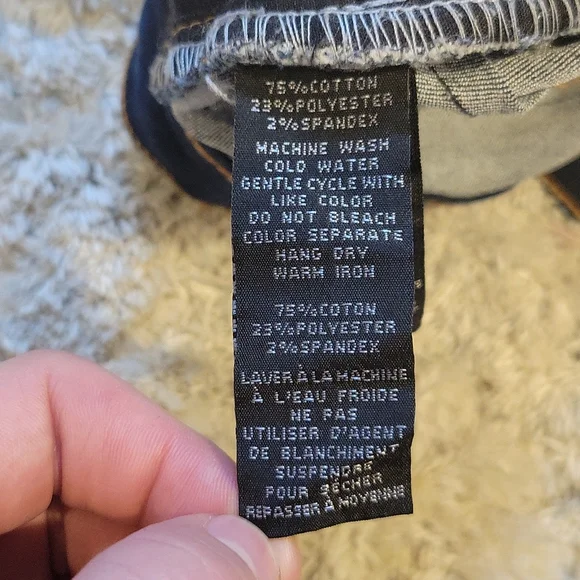 75%COTTON
23%POLYESTER
2%SPANDEX
MACHINE WASH
COLD WATER
GENTLE CYCLE WITH
LIKE COLOR
DO NOT BLEACH
COLOR SEPARATE
HANG DRY
WARM IRON
75%COTON
23%POLYESTER
2%SPANDEX
LAVER À LA MACHINE
À L'EAU FROIDE
NE PAS
UTILISER D'AGENT
DE BLANCHIMENT
SUSPENDRE
POUR SÉCHER
REPASSER À MOYENNE